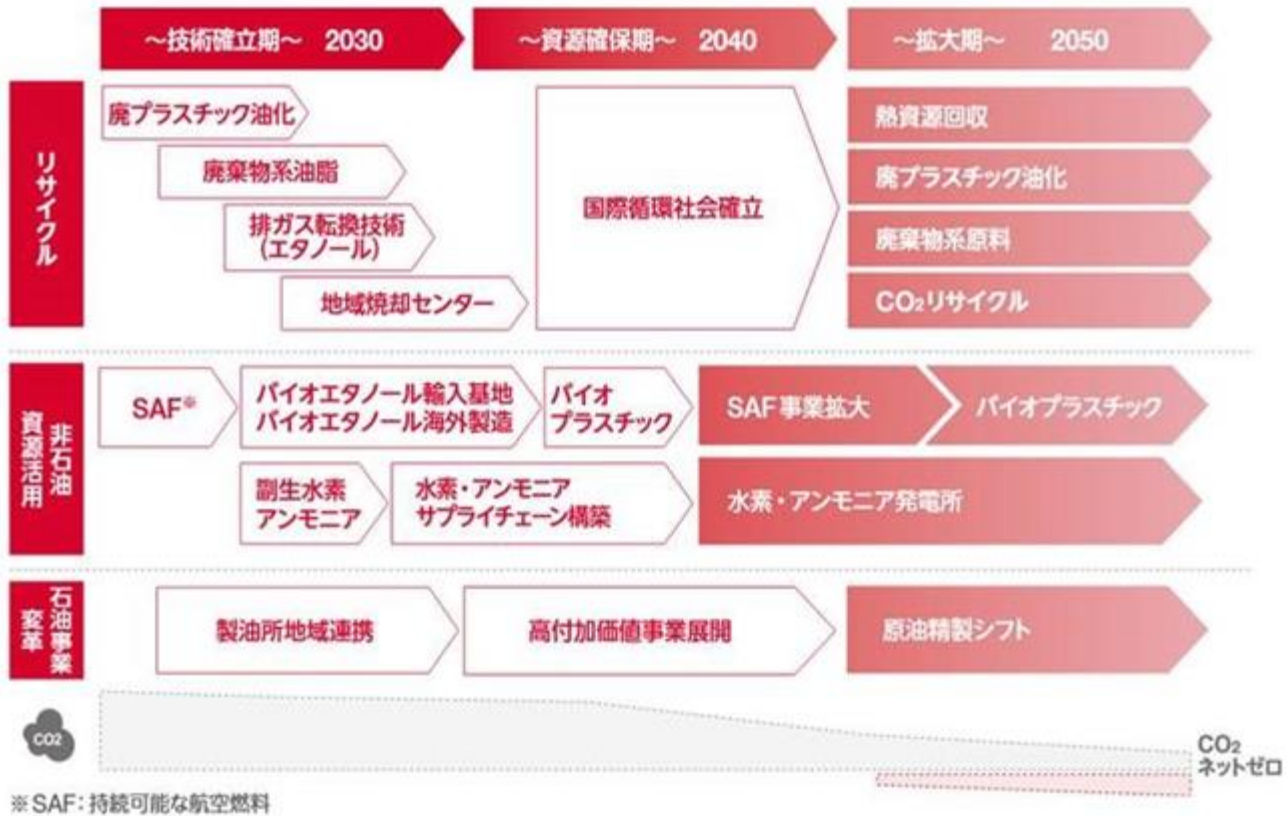 ～技術確立期～ 2030
～資源確保期～ 2040
～拡大期～ 2050
リサイクル
廃プラスチック油化
廃棄物系油脂
排ガス転換技術
(エタノール)
地域焼却センター
国際循環社会確立
熱資源回収
廃プラスチック油化
廃棄物系原料
CO₂リサイクル
非石油
資源活用
SAF※
バイオエタノール輸入基地
バイオエタノール海外製造
バイオ
プラスチック
SAF事業拡大
バイオプラスチック
副生水素
アンモニア
水素・アンモニア
サプライチェーン構築
水素・アンモニア発電所
石油事業
変革
製油所地域連携
高付加価値事業展開
原油精製シフト
CO2
CO₂
ネットゼロ
※SAF：持続可能な航空燃料